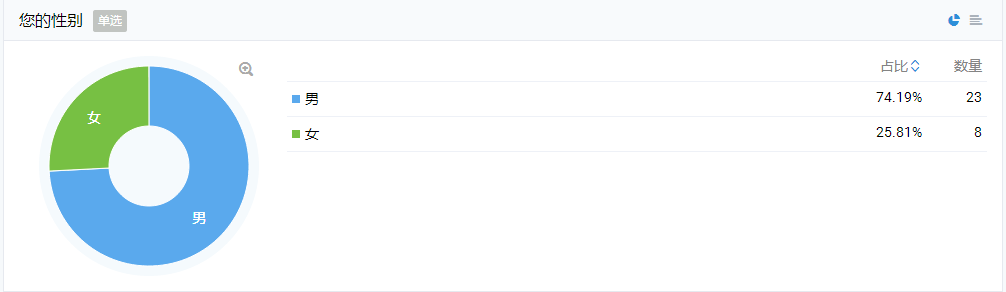 您的性别 单选
占比 数量
男 74.19% 23
女 25.81% 8
女
男